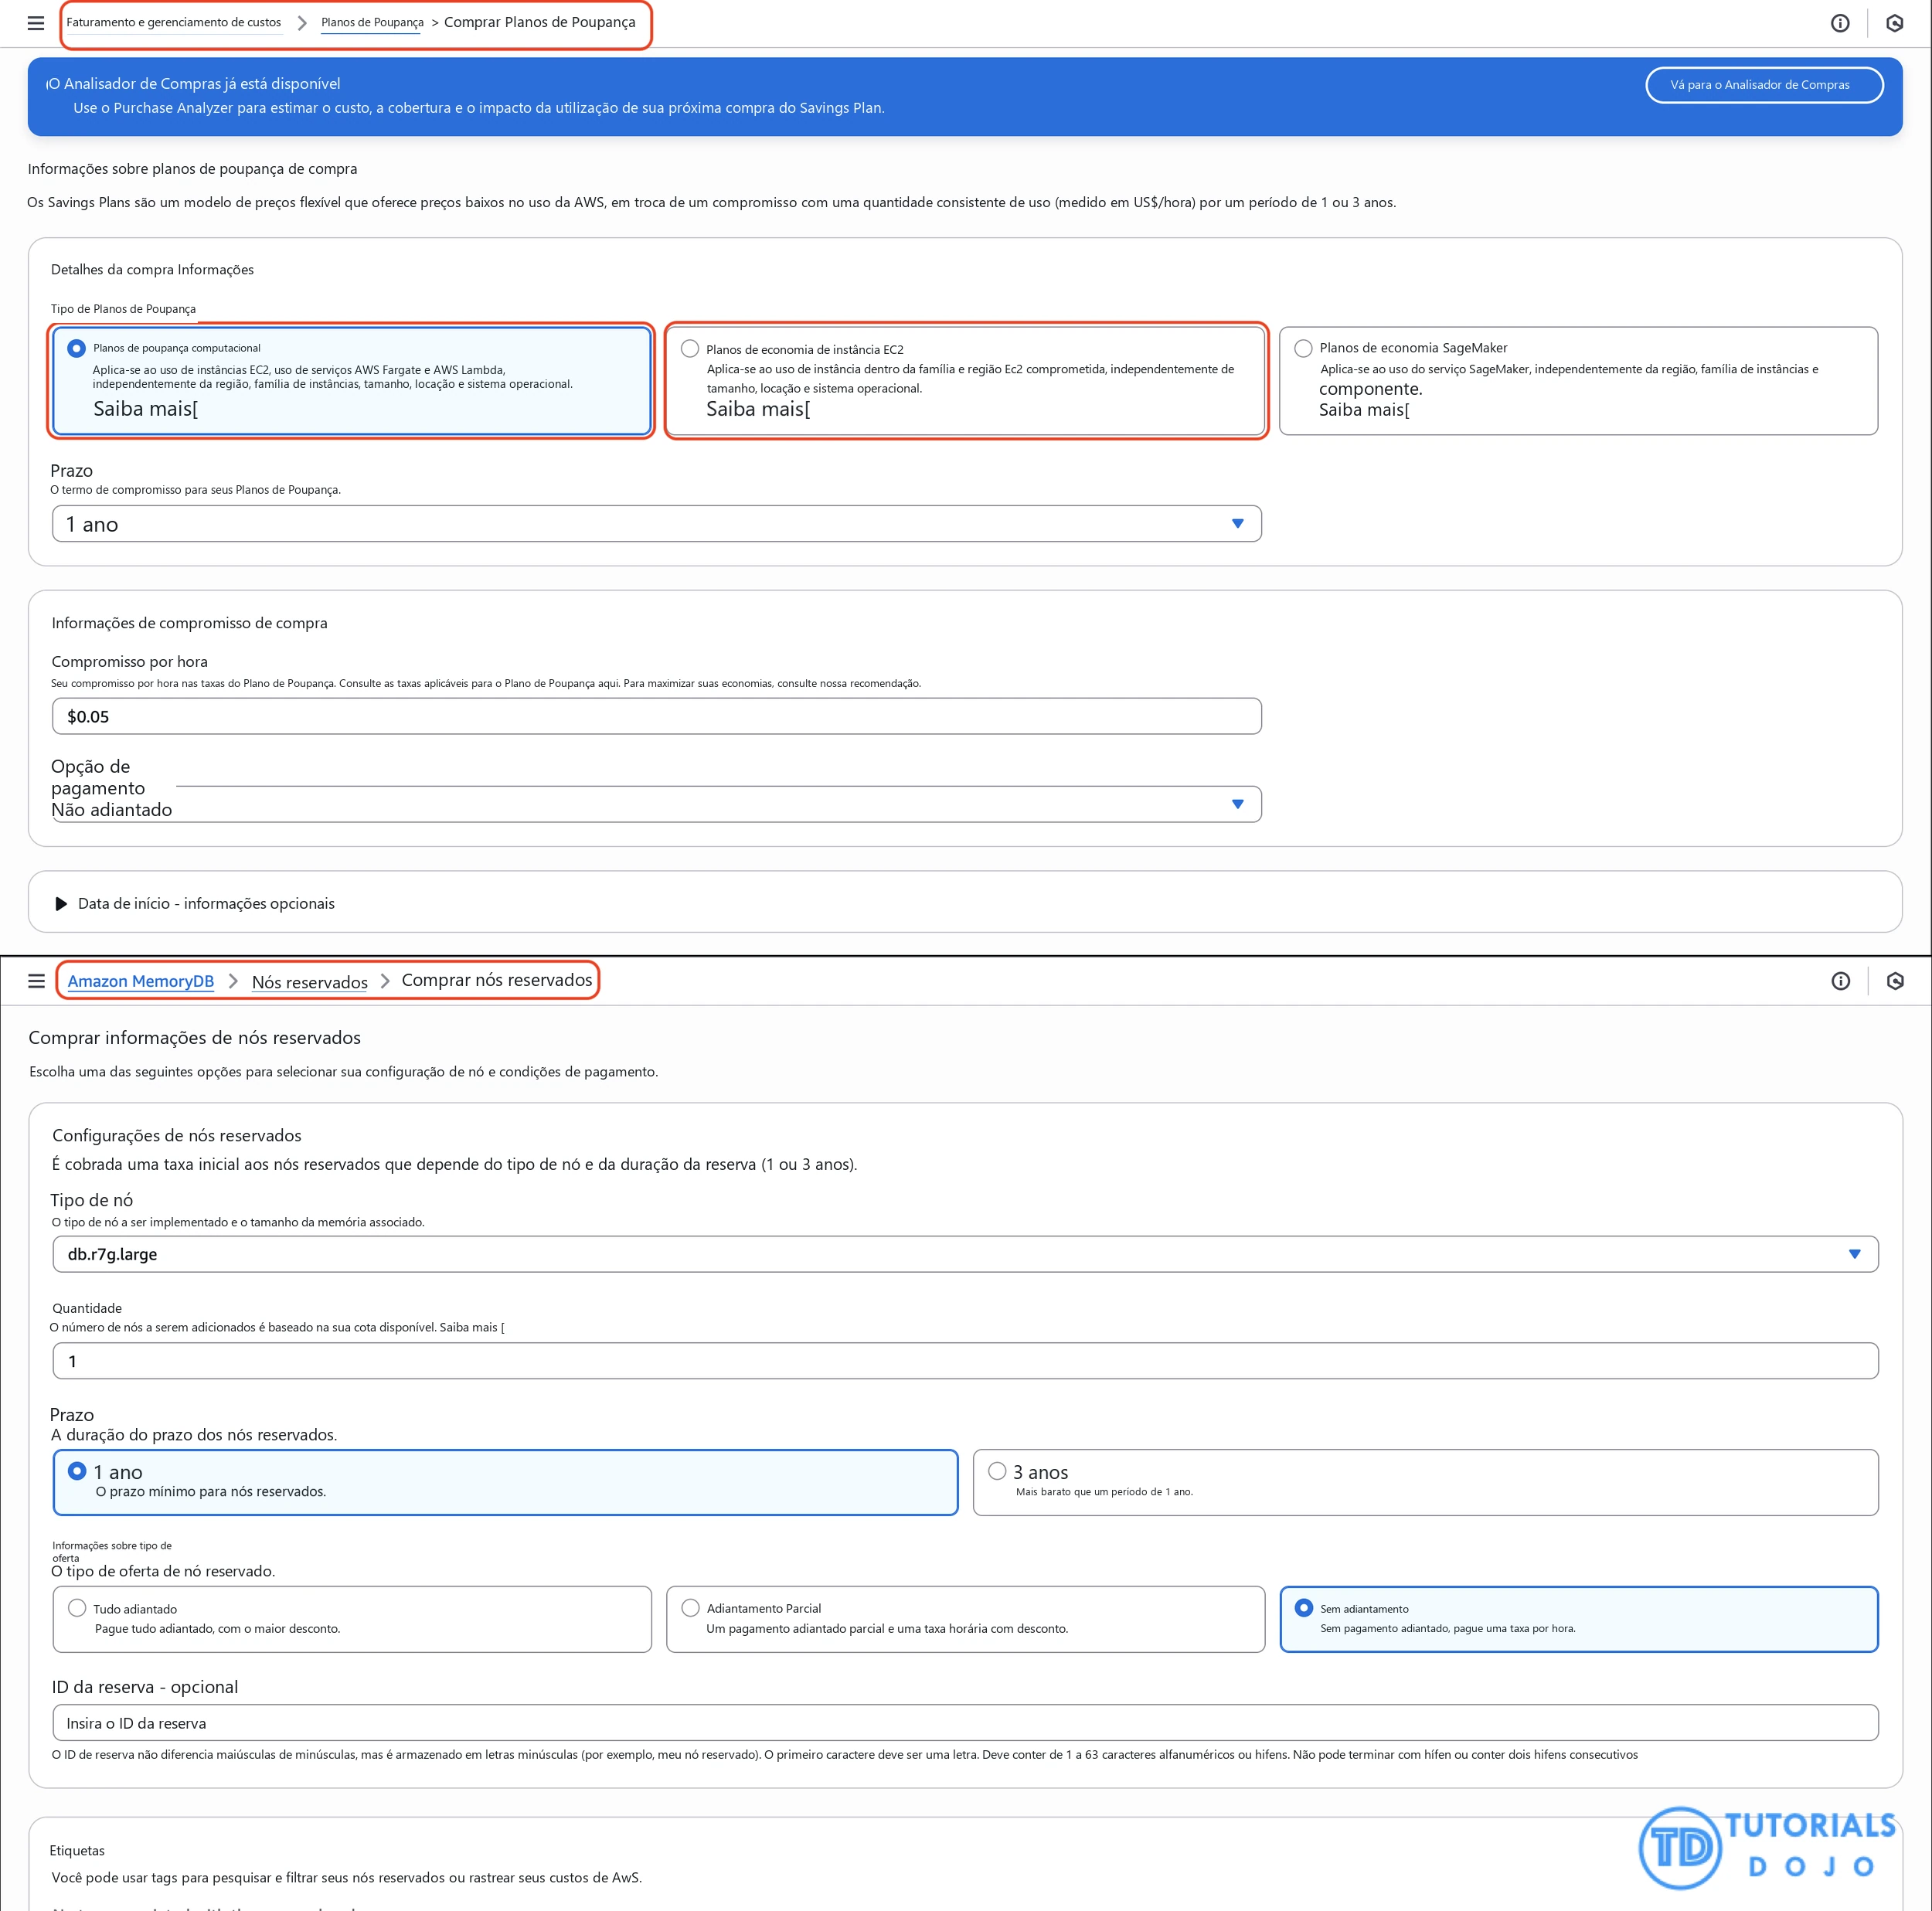 Faturamento e gerenciamento de custos > Planos de Poupança > Comprar Planos de Poupança
O Analisador de Compras já está disponível
Vá para o Analisador de Compras
Use o Purchase Analyzer para estimar o custo, a cobertura e o impacto da utilização de sua próxima compra do Savings Plan.
Informações sobre planos de poupança de compra
Os Savings Plans são um modelo de preços flexível que oferece preços baixos no uso da AWS, em troca de um compromisso com uma quantidade consistente de uso (medido em US$/hora) por um período de 1 ou 3 anos.
Detalhes da compra Informações
Tipo de Planos de Poupança
Planos de poupança computacional
Aplica-se ao uso de instâncias EC2, uso de serviços AWS Fargate e AWS Lambda,
independentemente da região, família de instâncias, tamanho, locação e sistema operacional.
Saiba mais[
Planos de economia de instância EC2
Aplica-se ao uso de instância dentro da família e região Ec2 comprometida, independentemente de
tamanho, locação e sistema operacional.
Saiba mais[
Planos de economia SageMaker
Aplica-se ao uso do serviço SageMaker, independentemente da região, família de instâncias e
componente.
Saiba mais[
Prazo
O termo de compromisso para seus Planos de Poupança.
1 ano
Informações de compromisso de compra
Compromisso por hora
Seu compromisso por hora nas taxas do Plano de Poupança. Consulte as taxas aplicáveis para o Plano de Poupança aqui. Para maximizar suas economias, consulte nossa recomendação.
$0.05
Opção de
pagamento
Não adiantado
Data de início - informações opcionais
Amazon MemoryDB > Nós reservados > Comprar nós reservados
Comprar informações de nós reservados
Escolha uma das seguintes opções para selecionar sua configuração de nó e condições de pagamento.
Configurações de nós reservados
É cobrada uma taxa inicial aos nós reservados que depende do tipo de nó e da duração da reserva (1 ou 3 anos).
Tipo de nó
O tipo de nó a ser implementado e o tamanho da memória associado.
db.r7g.large
Quantidade
O número de nós a serem adicionados é baseado na sua cota disponível. Saiba mais [
1
Prazo
A duração do prazo dos nós reservados.
1 ano
O prazo mínimo para nós reservados.
3 anos
Mais barato que um período de 1 ano.
Informações sobre tipo de
oferta
O tipo de oferta de nó reservado.
Tudo adiantado
Pague tudo adiantado, com o maior desconto.
Adiantamento Parcial
Um pagamento adiantado parcial e uma taxa horária com desconto.
Sem adiantamento
Sem pagamento adiantado, pague uma taxa por hora.
ID da reserva - opcional
Insira o ID da reserva
O ID de reserva não diferencia maiúsculas de minúsculas, mas é armazenado em letras minúsculas (por exemplo, meu nó reservado). O primeiro caractere deve ser uma letra. Deve conter de 1 a 63 caracteres alfanuméricos ou hifens. Não pode terminar com hífen ou conter dois hifens consecutivos
Etiquetas
Você pode usar tags para pesquisar e filtrar seus nós reservados ou rastrear seus custos de AwS.
TD TUTORIALS
DOJO